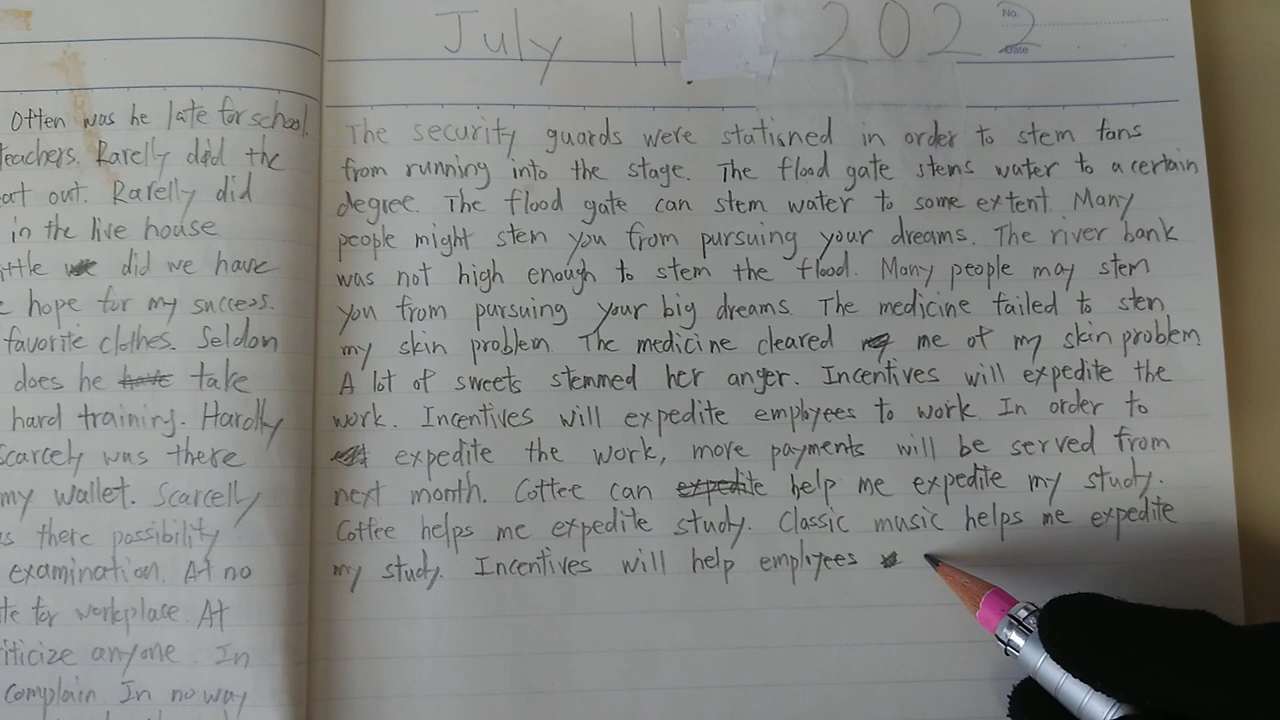 July 11, 2022
No.
Date
Often was he late for school.
teachers. Rarelly did the
out. Rarelly did
in the live house
did we have
hope for my success.
favorite clothes. Seldon
does he have take
hard training. Hardlky
Scarcely was there
my wallet. Scarcelly
there possibility
examination. At no
for workplace. At
anyone. In
complain. In no way
The security guards were stationed in order to stem fans
from running into the stage. The flood gate stems water to a certain
degree. The flood gate can stem water to some extent. Many
people might stem you from pursuing your dreams. The river bank
was not high enough to stem the flood. Many people may stem
you from pursuing your big dreams. The medicine failed to stem
my skin problem. The medicine cleared me of my skin problem.
A lot of sweets stemmed her anger. Incentives will expedite the
work. Incentives will expedite employees to work. In order to
expedite the work, more payments will be served from
next month. Coffee can expedite help me expedite my study.
Coffee helps me expedite study. Classic music helps me expedite
my study. Incentives will help employees